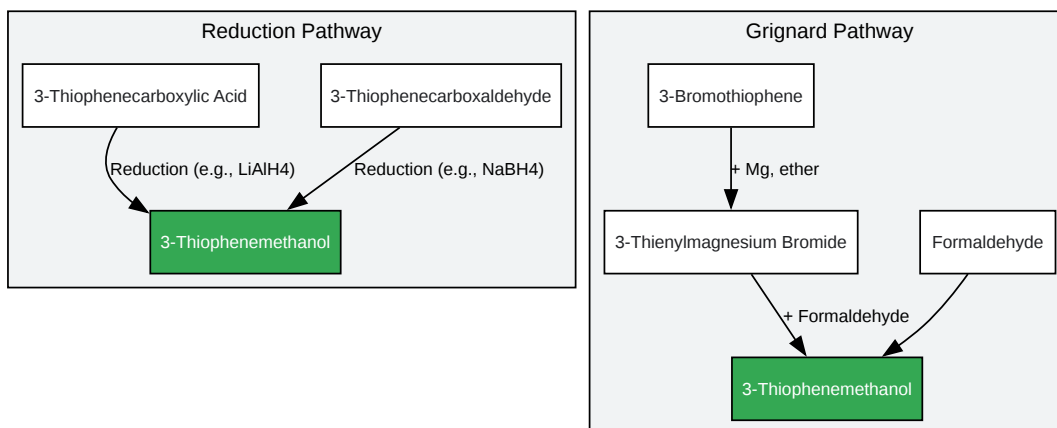 Reduction Pathway
3-Thiophenecarboxylic Acid
3-Thiophenecarboxaldehyde
Reduction (e.g., LiAlH4)
Reduction (e.g., NaBH4)
3-Thiophenemethanol
Grignard Pathway
3-Bromothiophene
+ Mg, ether
3-Thienylmagnesium Bromide
Formaldehyde
+ Formaldehyde
3-Thiophenemethanol